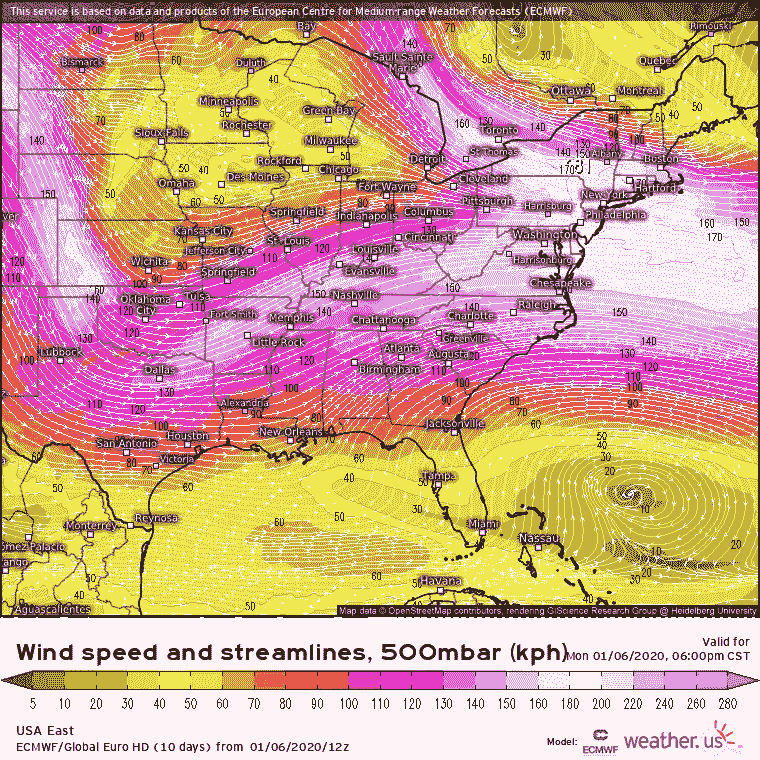 This service is based on data and products of the European Centre for Medium-range Weather Forecasts (ECMWF)
Bay
Rimouski
Bismarck
Duluth
Sault Sainte
Marie
Quebec
Ottawa
Montreal
Minneapolis
Green Bay
Rochester
Sioux Falls
Toronto
Milwaukee
St Thomas
Albany
Rockford
Detroit
Boston
Omaha
Des Moines
Chicago
Cleveland
Hartford
Fort Wayne
New York
Pittsburgh
Springfield
Indianapolis
Columbus
Harrisburg
Philadelphia
ver
Kansas City
Cincinnati
Washington
Jefferson City
St. Louis
Louisville
Harrisonburg
Wichita
Springfield
Evansville
Chesapeake
Oklahoma
City
Tulsa
Nashville
Raleigh
Fort Smith
Memphis
Chattanooga
Charlotte
Little Rock
Greenville
Lubbock
Atlanta
Augusta
Dallas
Birmingham
Alexandria
Jacksonville
New Orleans
Houston
San Antonio
Victoria
Tampa
Monterrey
Reynosa
Miami
Nassau
ómez Palacio
ango
Havana
Aguascalientes
Map data © OpenStreetMap contributors, rendering GIScience Research Group @ Heidelberg University
Wind speed and streamlines, 500mbar (kph)
Valid for
Mon 01/06/2020, 06:00pm CST
5 10 20 30 40 50 60 70 80 90 100 110 120 130 140 150 160 180 200 220 240 260 280
USA East
ECMWF/Global Euro HD (10 days) from 01/06/2020/12z
Model:
ECMWF
weather.us